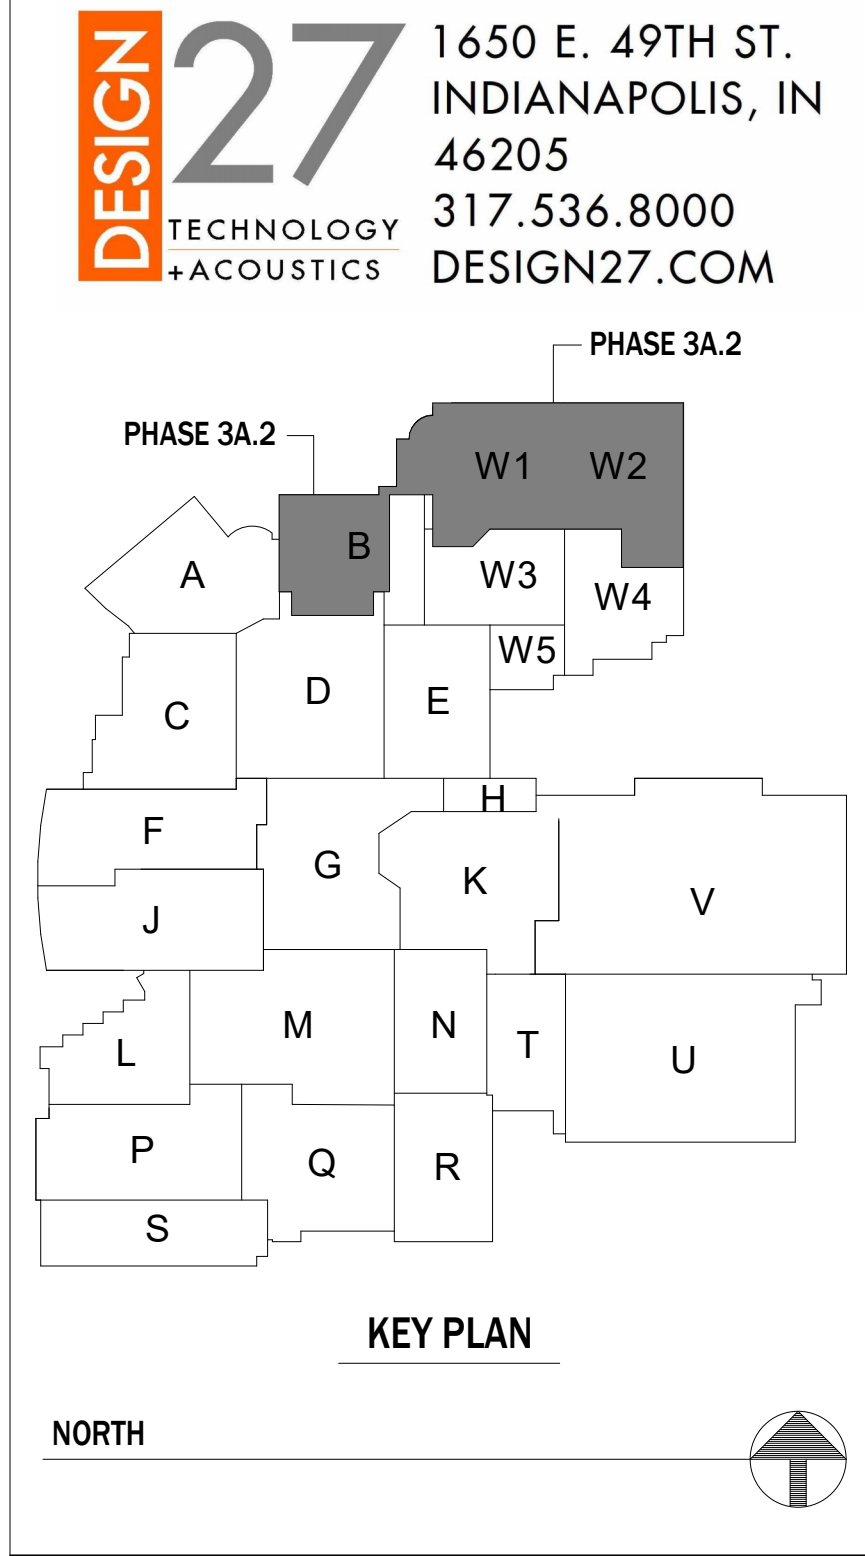 DESIGN
27
TECHNOLOGY
+ACOUSTICS
1650 E. 49TH ST.
INDIANAPOLIS, IN
46205
317.536.8000
DESIGN27.COM
PHASE 3A.2
PHASE 3A.2
W1 W2
B
A
W3
W4
W5
D
E
C
H
F
G
K
V
J
M
N
T
L
U
P
Q
R
S
KEY PLAN
NORTH